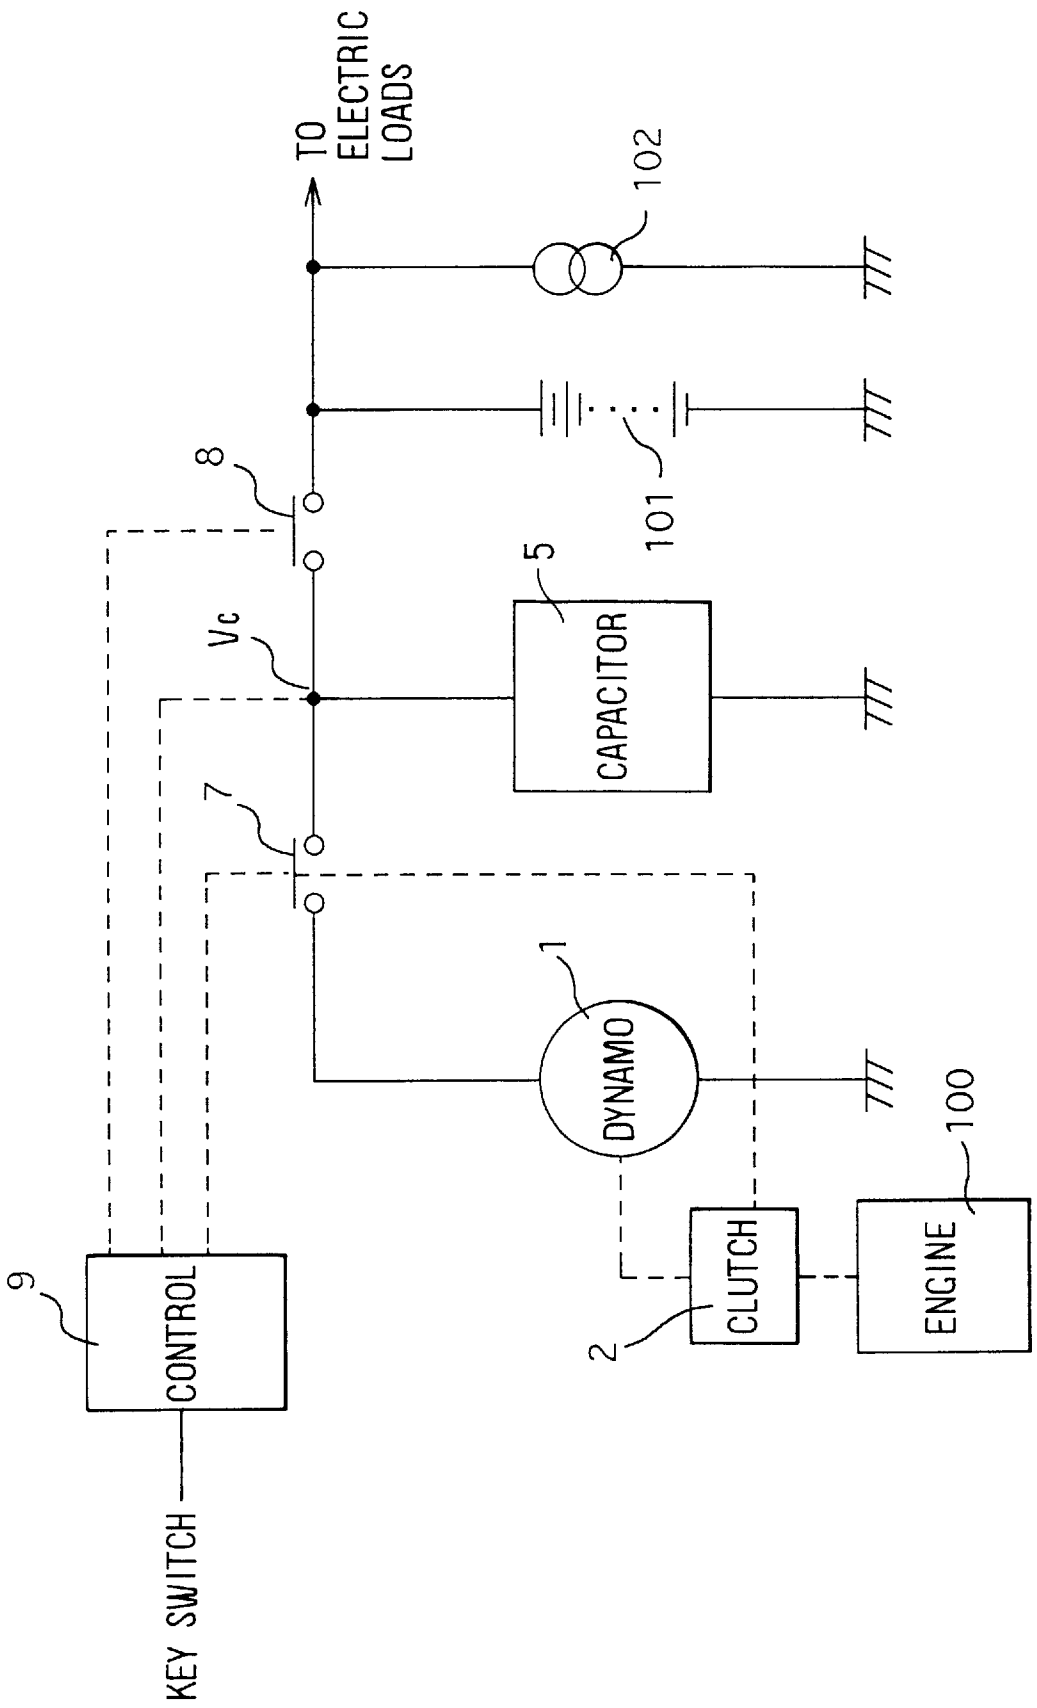 KEY SWITCH
CONTROL
9
7
Vc
8
TO
ELECTRIC
LOADS
2
CLUTCH
ENGINE
100
DYNAMO
1
CAPACITOR
5
101
102